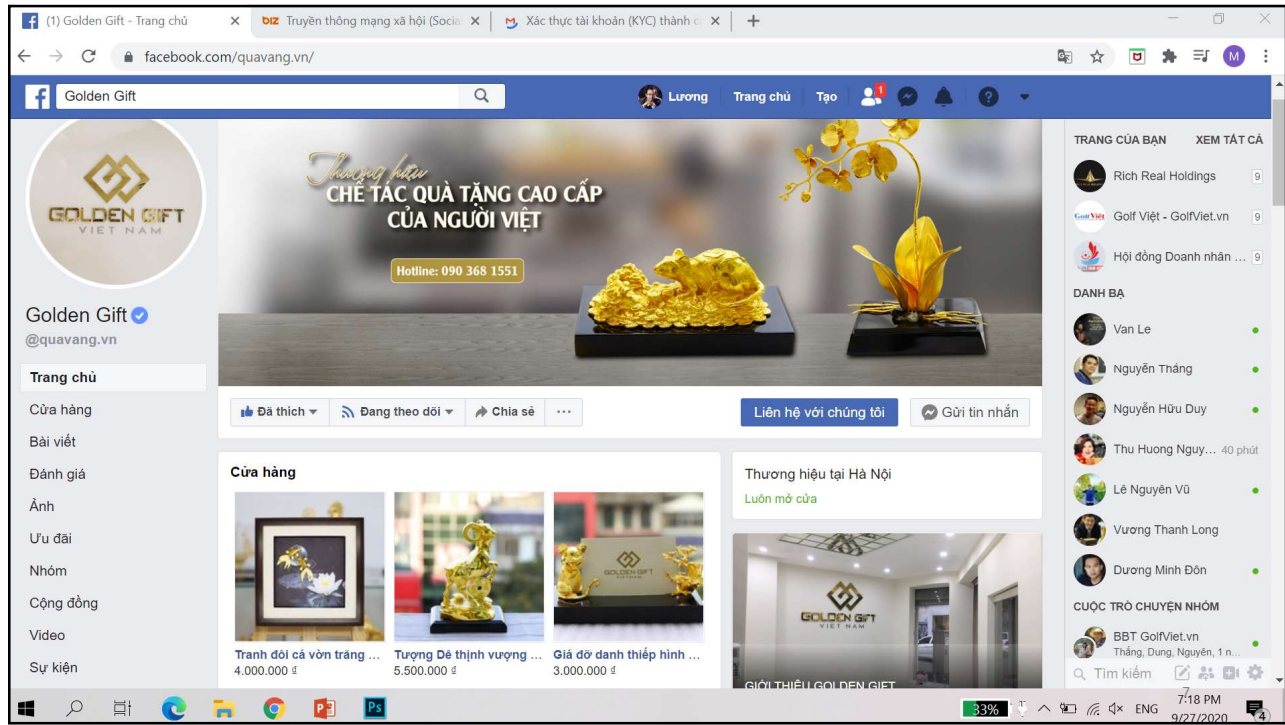 (1) Golden Gift - Trang chủ
biz Truyền thông mạng xã hội (Socia
Xác thực tài khoản (KYC) thành c
facebook.com/quavang.vn/
M
Golden Gift
Lương
Trang chủ
Tạo
1
GOLDEN GIFT
VIET NAM
Thương hiệu
CHẾ TÁC QUÀ TẶNG CAO CẤP
CỦA NGƯỜI VIỆT
Hotline: 090 368 1551
Golden Gift
@quavang.vn
Trang chủ
Cửa hàng
Bài viết
Đánh giá
Ảnh
Ưu đãi
Nhóm
Cộng đồng
Video
Sự kiện
Đã thích
Đang theo dõi
Chia sẻ
Liên hệ với chúng tôi
Gửi tin nhắn
Cửa hàng
GOLDEN GIFT
Tranh đôi cá vờn trăng ...
4.000.000 ₫
Tượng Dê thịnh vượng ...
5.500.000 ₫
Giá đỡ danh thiếp hình ...
3.000.000 ₫
Thương hiệu tại Hà Nội
Luôn mở cửa
GOLDEN GIFT
VIET NAM
GIỚI THIỆU GOLDEN GIFT
TRANG CỦA BẠN XEM TẤT CẢ
Rich Real Holdings 9
Golf Việt
Golf Việt - GolfViet.vn 9
Hội đồng Doanh nhân ... 9
DANH BẠ
Van Le
Nguyễn Thắng
Nguyễn Hữu Duy
Thu Huong Nguy... 40 phút
Lê Nguyên Vũ
Vương Thanh Long
Dương Minh Đôn
CUỘC TRÒ CHUYỆN NHÓM
BBT GolfViet.vn
Thắng, Dung, Nguyên, 1 n...
Tìm kiếm
7
33%
ENG
7:18 PM
9/27/2020
4
Ps